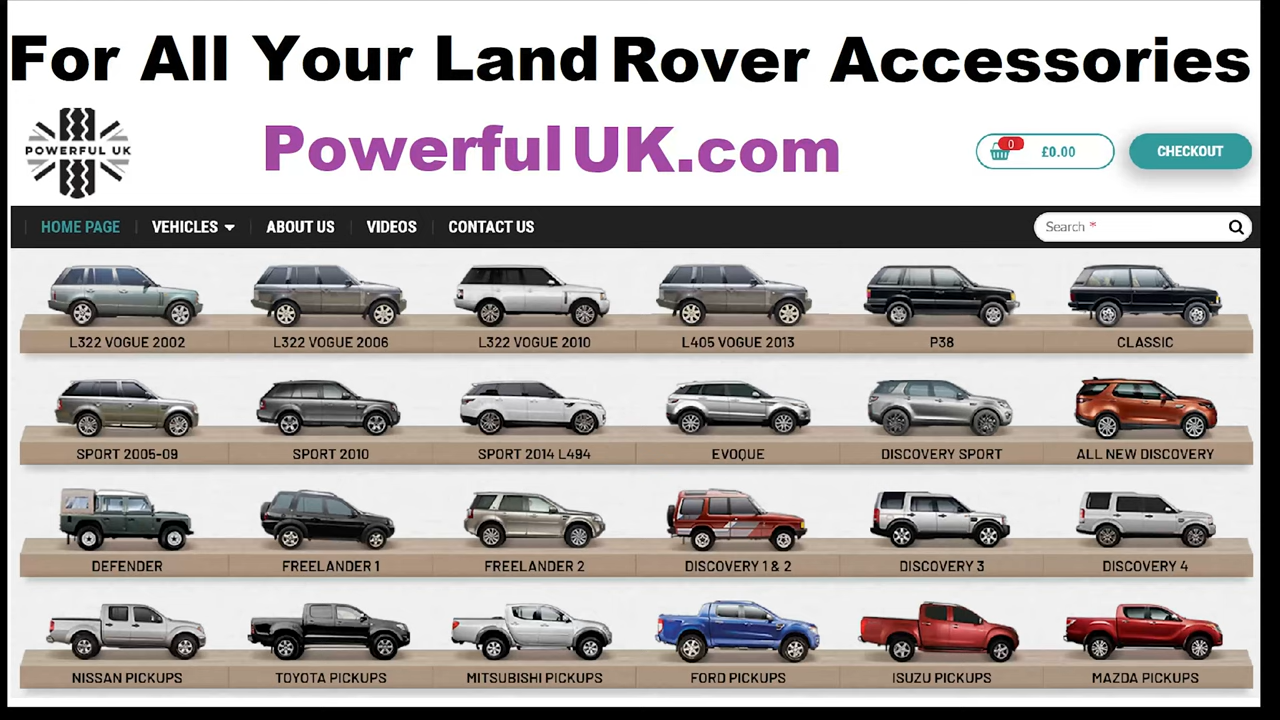 For All Your Land Rover Accessories
POWERFUL UK
PowerfulUK.com
0
£0.00
CHECKOUT
HOME PAGE
VEHICLES
ABOUT US
VIDEOS
CONTACT US
Search *
L322 VOGUE 2002
L322 VOGUE 2006
L322 VOGUE 2010
L405 VOGUE 2013
P38
CLASSIC
SPORT 2005-09
SPORT 2010
SPORT 2014 L494
EVOQUE
DISCOVERY SPORT
ALL NEW DISCOVERY
DEFENDER
FREELANDER 1
FREELANDER 2
DISCOVERY 1 & 2
DISCOVERY 3
DISCOVERY 4
NISSAN PICKUPS
TOYOTA PICKUPS
MITSUBISHI PICKUPS
FORD PICKUPS
ISUZU PICKUPS
MAZDA PICKUPS